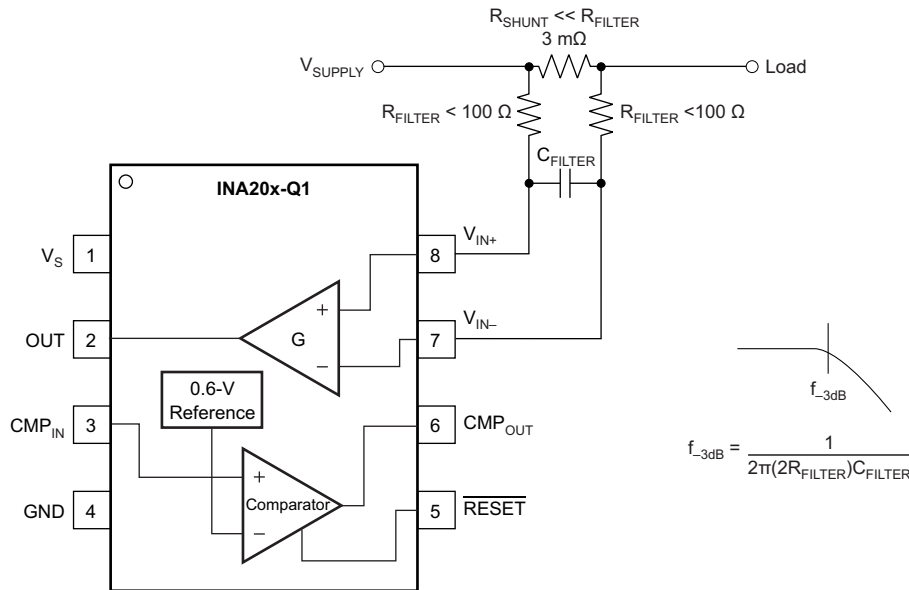 R_SHUNT << R_FILTER
3 mΩ
V_SUPPLY
Load
R_FILTER < 100 Ω
R_FILTER <100 Ω
C_FILTER
INA20x-Q1
V_S
1
8
V_IN+
OUT
2
+
G
−
7
V_IN–
0.6-V
Reference
CMP_IN
3
6
CMP_OUT
+
Comparator
−
GND
4
5
RESET
f_–3dB
f_–3dB = 1 / 2π(2R_FILTER)C_FILTER